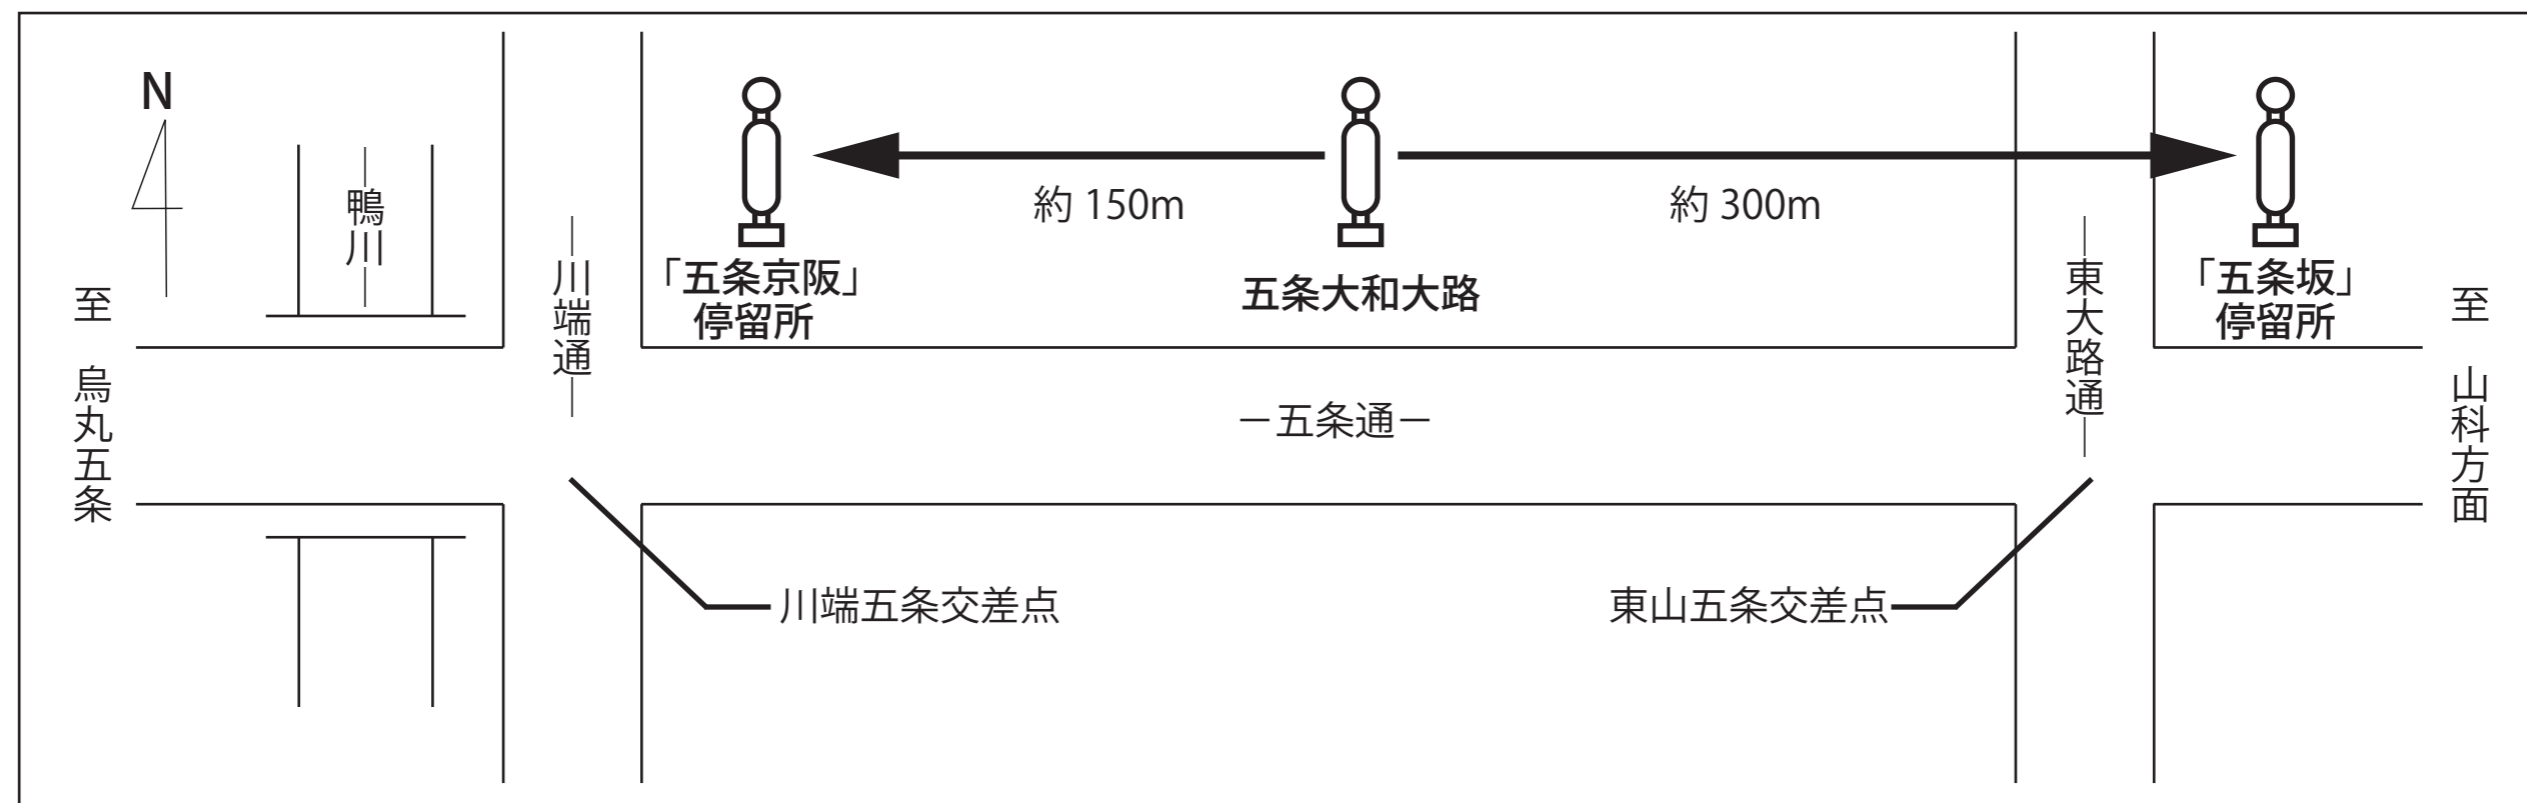 N
鴨川
至 烏丸五条
川端通
「五条京阪」
停留所
約 150m
五条大和大路
約 300m
東大路通
「五条坂」
停留所
至 山科方面
－五条通－
川端五条交差点
東山五条交差点